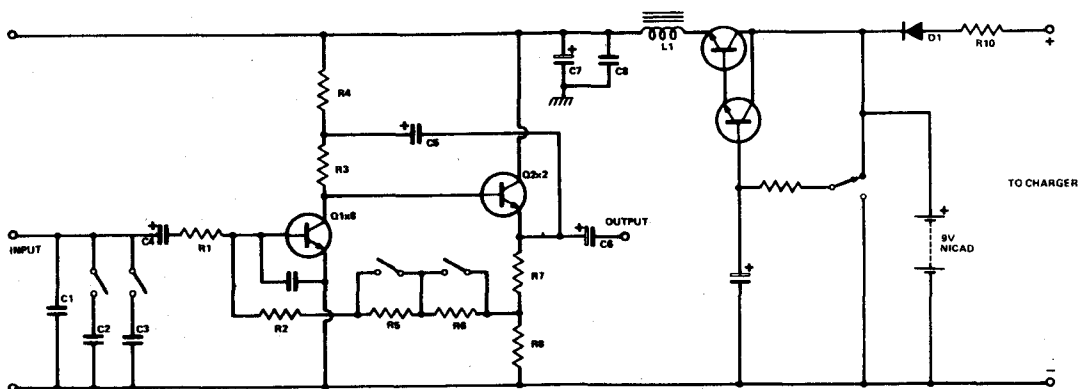 L1
D1
R10
+
C7
C8
R4
C5
R3
Q2x2
TO CHARGER
Q1x8
OUTPUT
INPUT
C4
R1
C6
9V
NICAD
R7
C1
C2
C3
R2
R5
R6
R8
-